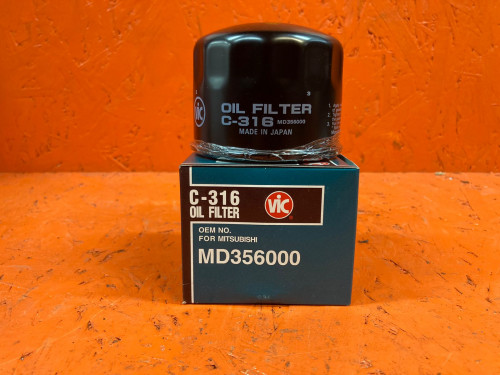 VIC
OIL FILTER
C-316 MD356000
MADE IN JAPAN
C-316
OIL FILTER
VIC
OEM NO.
FOR MITSUBISHI
MD356000